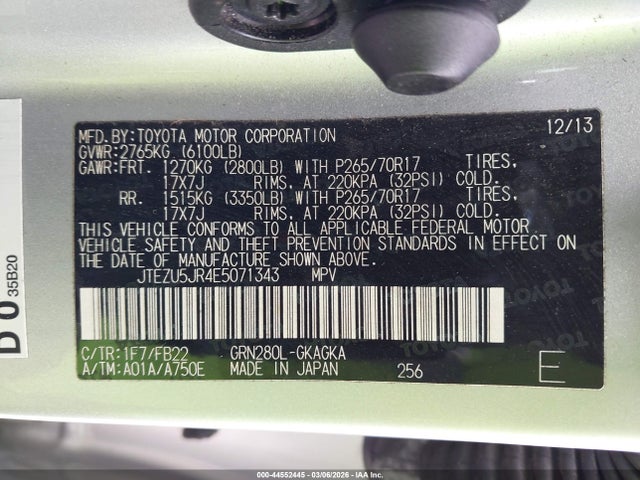 12/13
MFD.BY:TOYOTA MOTOR CORPORATION
GVWR:2765KG (6100LB)
GAWR:FRT. 1270KG (2800LB) WITH P265/70R17 TIRES,
17X7J RIMS, AT 220KPA (32PSI) COLD.
RR. 1515KG (3350LB) WITH P265/70R17 TIRES,
17X7J RIMS, AT 220KPA (32PSI) COLD.
THIS VEHICLE CONFORMS TO ALL APPLICABLE FEDERAL MOTOR
VEHICLE SAFETY AND THEFT PREVENTION STANDARDS IN EFFECT ON
THE DATE OF MANUFACTURE SHOWN ABOVE.
JTEZU5JR4E5071343 MPV
C/TR:1F7/FB22 GRN280L-GKAGKA
A/TM:A01A/A750E MADE IN JAPAN 256 E
35B20
000-44552445 - 03/06/2026 - IAA Inc.